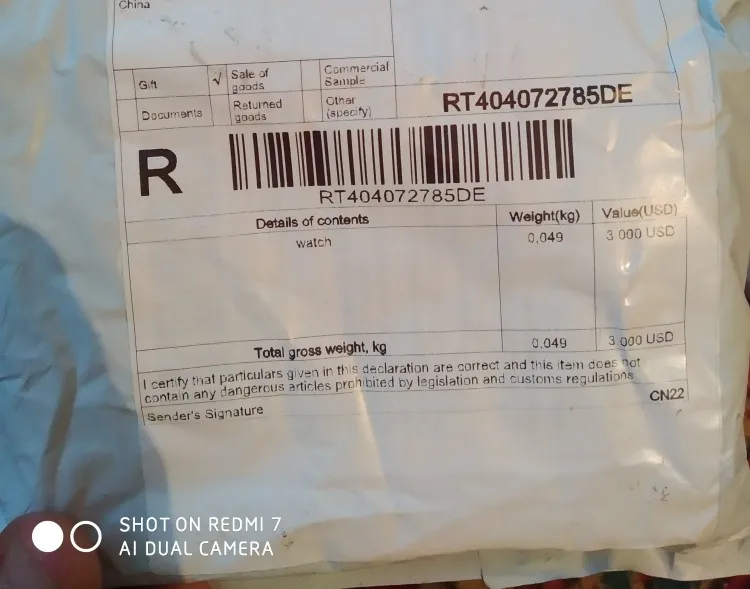 China
Gift
√
Sale of
goods
Commercial
Sample
Documents
Returned
goods
Other
(specify)
RT404072785DE
R
RT404072785DE
Details of contents
Weight(kg)
Value(USD)
watch
0,049
3 000 USD
Total gross weight, kg
0,049
3 000 USD
I certify that particulars given in this declaration are correct and this item does not
contain any dangerous articles prohibited by legislation and customs regulations
CN22
Sender's Signature
SHOT ON REDMI 7
AI DUAL CAMERA